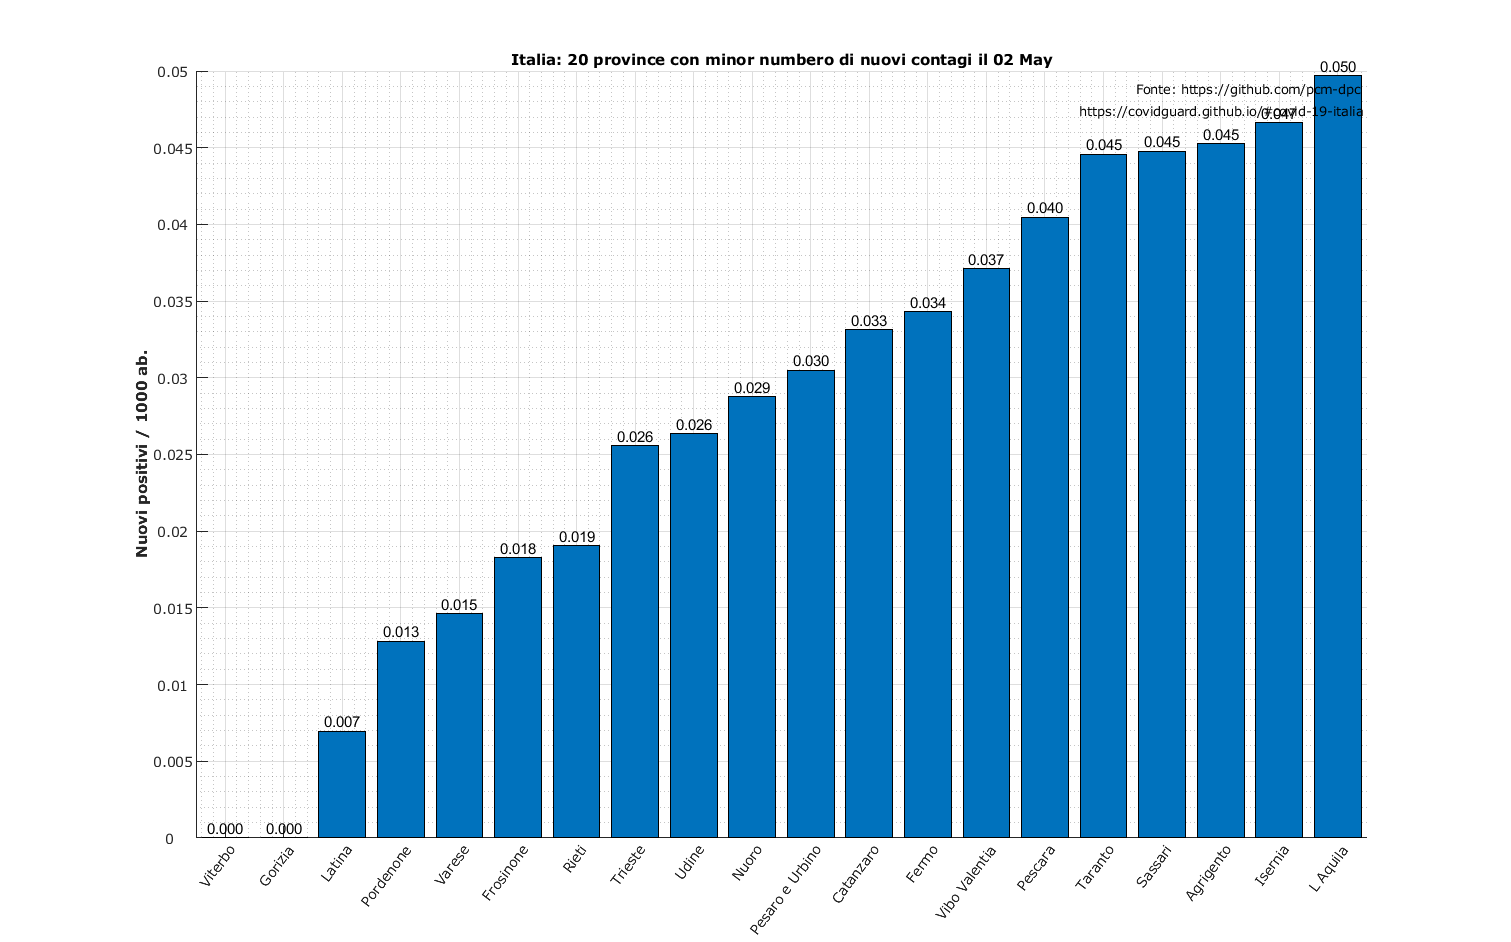 Italia: 20 province con minor numbero di nuovi contagi il 02 May
Fonte: https://github.com/pcm-dpc
https://covidguard.github.io/#covid-19-italia
Nuovi positivi / 1000 ab.
0.05
0.045
0.04
0.035
0.03
0.025
0.02
0.015
0.01
0.005
0
0.000
0.000
0.007
0.013
0.015
0.018
0.019
0.026
0.026
0.029
0.030
0.033
0.034
0.037
0.040
0.045
0.045
0.045
0.047
0.050
Viterbo
Gorizia
Latina
Pordenone
Varese
Frosinone
Rieti
Trieste
Udine
Nuoro
Pesaro e Urbino
Catanzaro
Fermo
Vibo Valentia
Pescara
Taranto
Sassari
Agrigento
Isernia
L Aquila